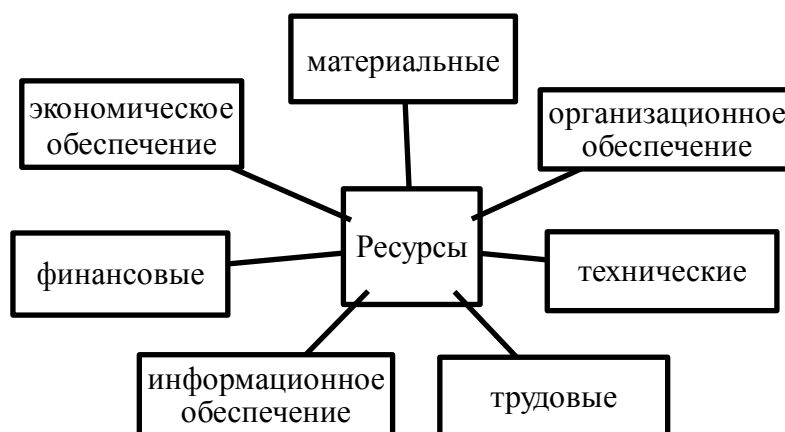 материальные
экономическое
обеспечение
организационное
обеспечение
Ресурсы
финансовые
технические
информационное
обеспечение
трудовые